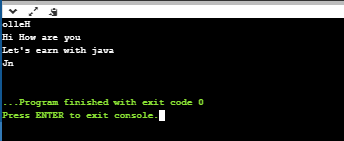 olleH
Hi How are you
Let's earn with java
Jn
...Program finished with exit code 0
Press ENTER to exit console.